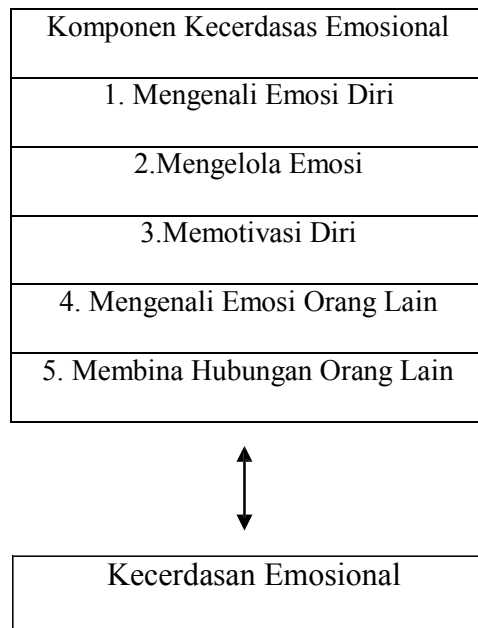 Komponen Kecerdasas Emosional
1. Mengenali Emosi Diri
2.Mengelola Emosi
3.Memotivasi Diri
4. Mengenali Emosi Orang Lain
5. Membina Hubungan Orang Lain
Kecerdasan Emosional